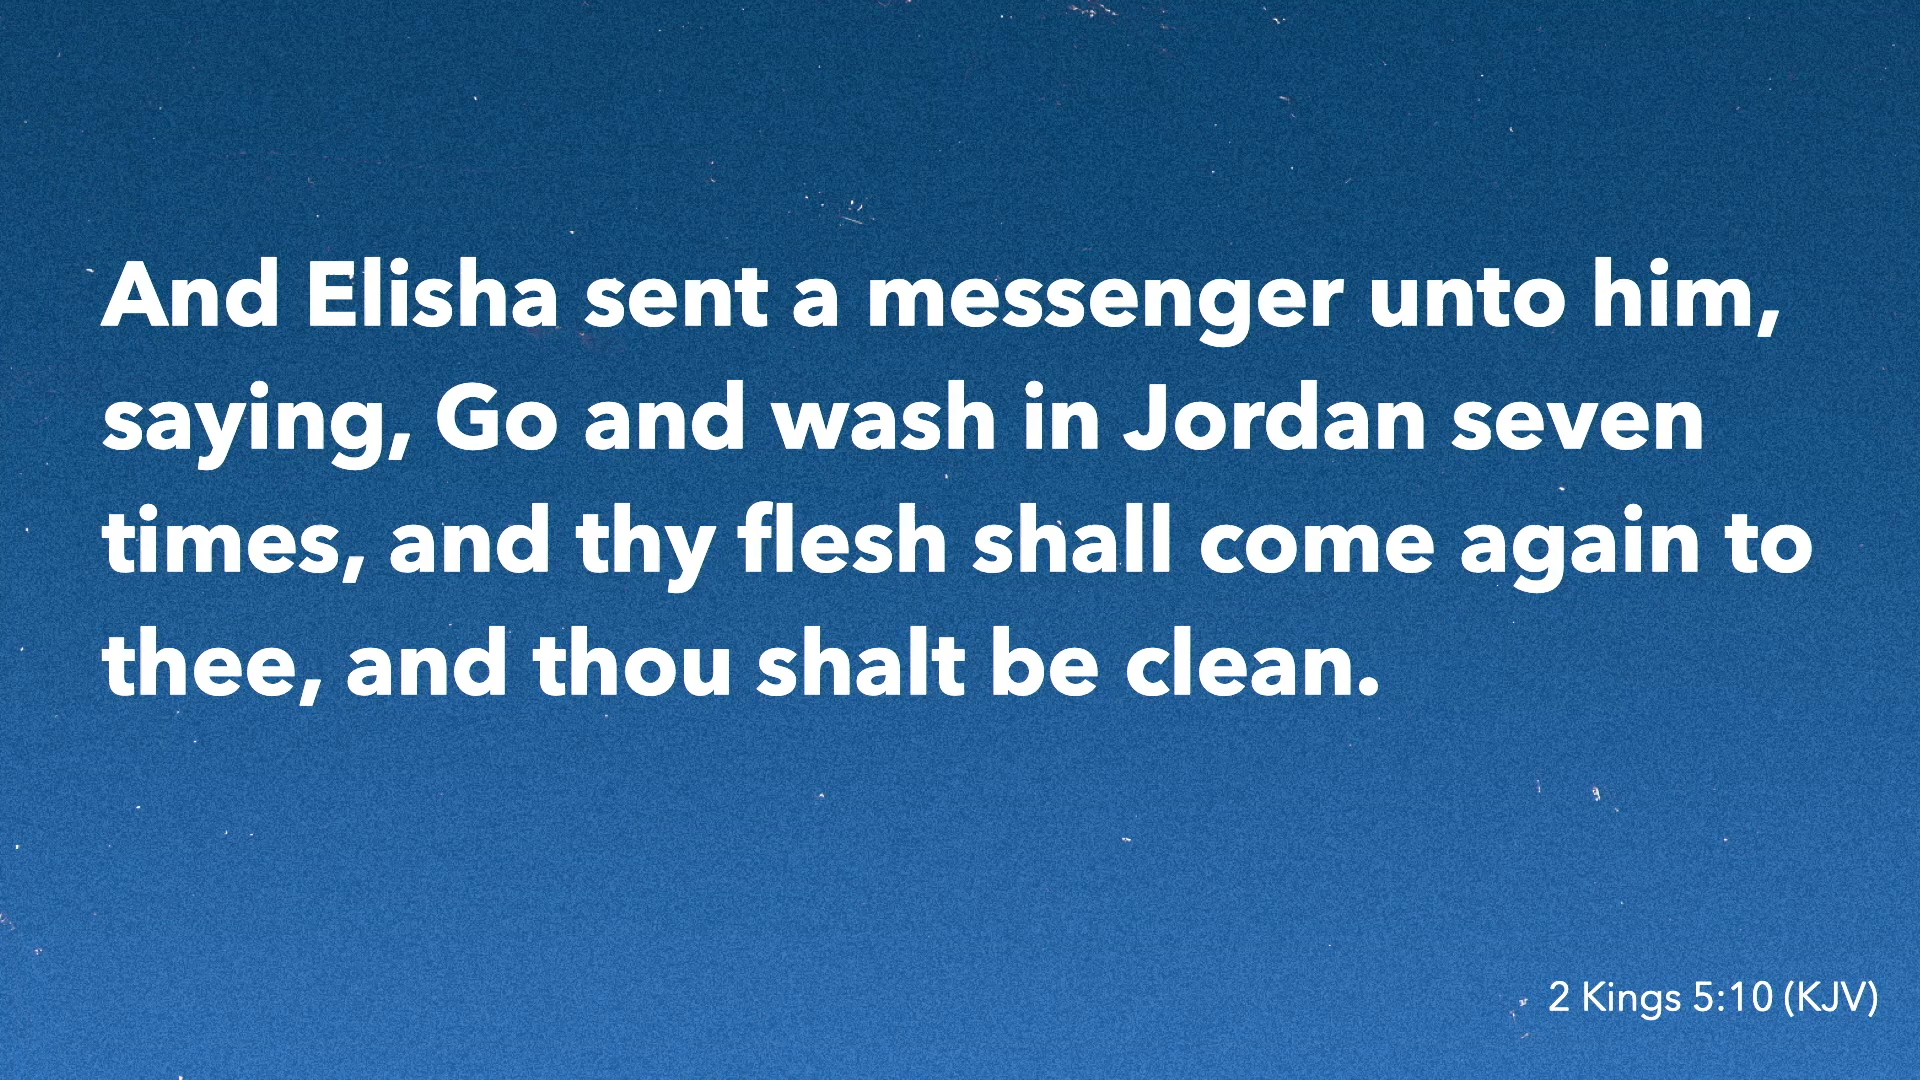 And Elisha sent a messenger unto him,
saying, Go and wash in Jordan seven
times, and thy flesh shall come again to
thee, and thou shalt be clean.
2 Kings 5:10 (KJV)